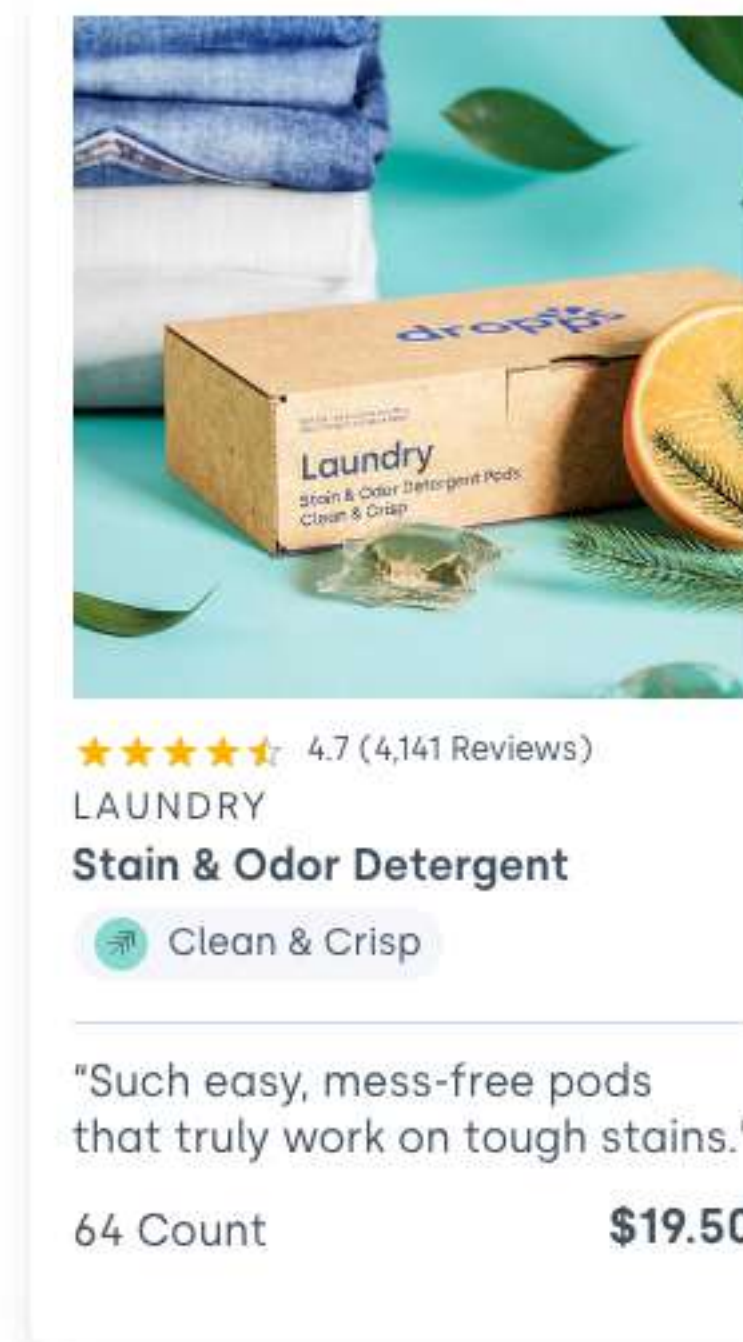 dropps
Laundry
Stain & Odor Detergent Pods
Clean & Crisp
4.7 (4,141 Reviews)
LAUNDRY
Stain & Odor Detergent
Clean & Crisp
“Such easy, mess-free pods
that truly work on tough stains.”
64 Count
$19.50